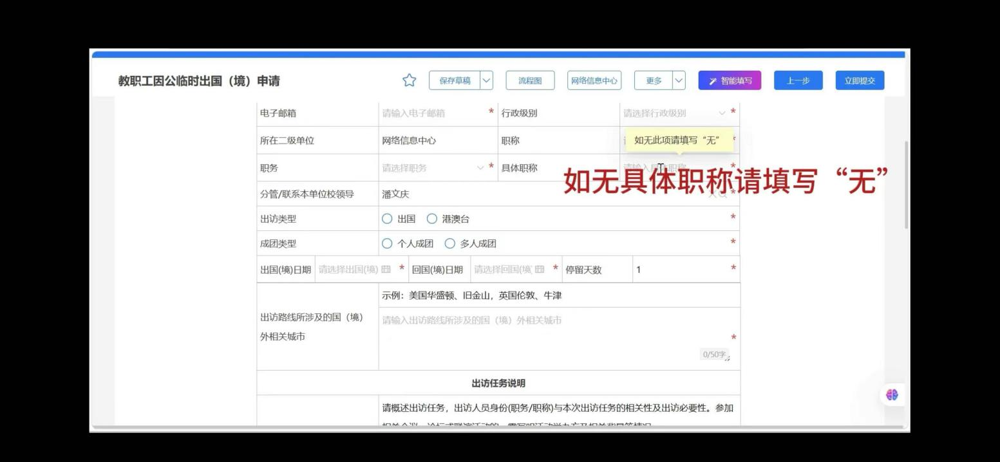 教职工因公临时出国（境）申请
保存草稿
流程图
网络信息中心
更多
智能填写
上一步
立即提交
电子邮箱 请输入电子邮箱 * 行政级别 请选择行政级别 *
所在二级单位 网络信息中心 职称 如无此项请填写“无” *
职务 请选择职务 * 具体职称 *
如无具体职称请填写“无”
分管/联系本单位校领导 潘文庆 *
出访类型 出国 港澳台 *
成团类型 个人成团 多人成团 *
出国(境)日期 请选择出国(境) * 回国(境)日期 请选择回国(境 * 停留天数 1 *
示例：美国华盛顿、旧金山，英国伦敦、牛津
出访路线所涉及的国（境）
外相关城市
请输入出访路线所涉及的国（境）外相关城市
*
0/50字
出访任务说明
请概述出访任务，出访人员身份(职务/职称)与本次出访任务的相关性及出访必要性。参加